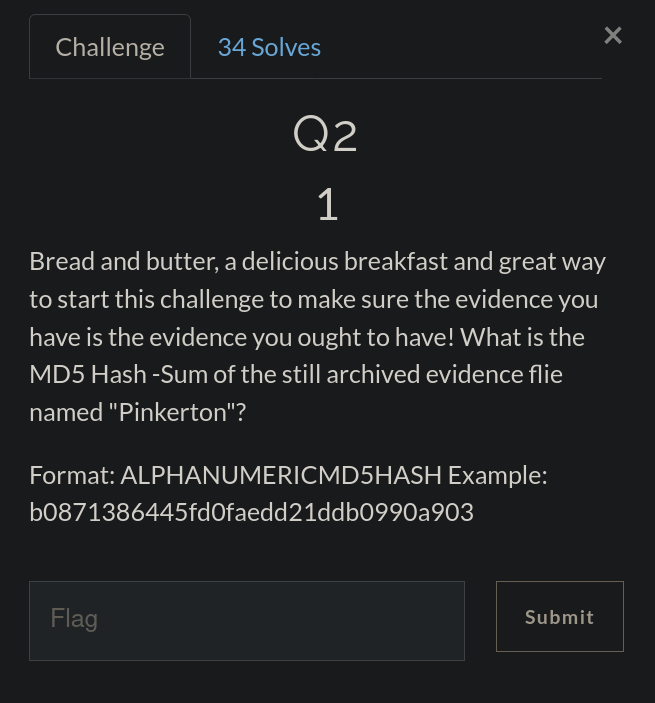 Challenge
34 Solves
×
Q2
1
Bread and butter, a delicious breakfast and great way
to start this challenge to make sure the evidence you
have is the evidence you ought to have! What is the
MD5 Hash -Sum of the still archived evidence flie
named "Pinkerton"?
Format: ALPHANUMERICMD5HASH Example:
b0871386445fd0faedd21ddb0990a903
Flag
Submit